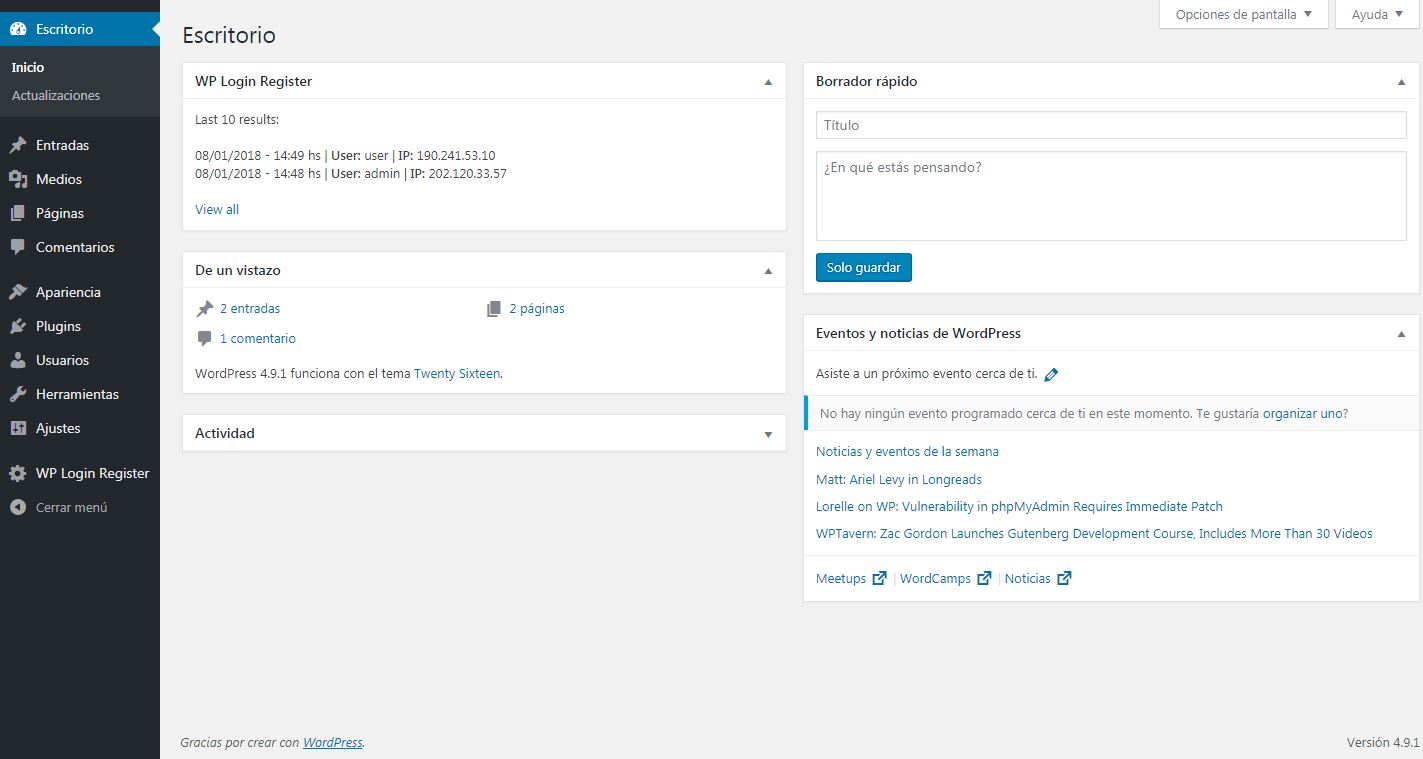 Escritorio
Inicio
Actualizaciones
Entradas
Medios
Páginas
Comentarios
Apariencia
Plugins
Usuarios
Herramientas
Ajustes
WP Login Register
Cerrar menú
Opciones de pantalla
Ayuda
Escritorio
WP Login Register
Last 10 results:
08/01/2018 - 14:49 hs | User: user | IP: 190.241.53.10
08/01/2018 - 14:48 hs | User: admin | IP: 202.120.33.57
View all
De un vistazo
2 entradas
2 páginas
1 comentario
WordPress 4.9.1 funciona con el tema Twenty Sixteen.
Actividad
Borrador rápido
Título
¿En qué estás pensando?
Solo guardar
Eventos y noticias de WordPress
Asiste a un próximo evento cerca de ti.
No hay ningún evento programado cerca de ti en este momento. Te gustaría organizar uno?
Noticias y eventos de la semana
Matt: Ariel Levy in Longreads
Lorelle on WP: Vulnerability in phpMyAdmin Requires Immediate Patch
WPTavern: Zac Gordon Launches Gutenberg Development Course, Includes More Than 30 Videos
Meetups | WordCamps | Noticias
Gracias por crear con WordPress.
Versión 4.9.1